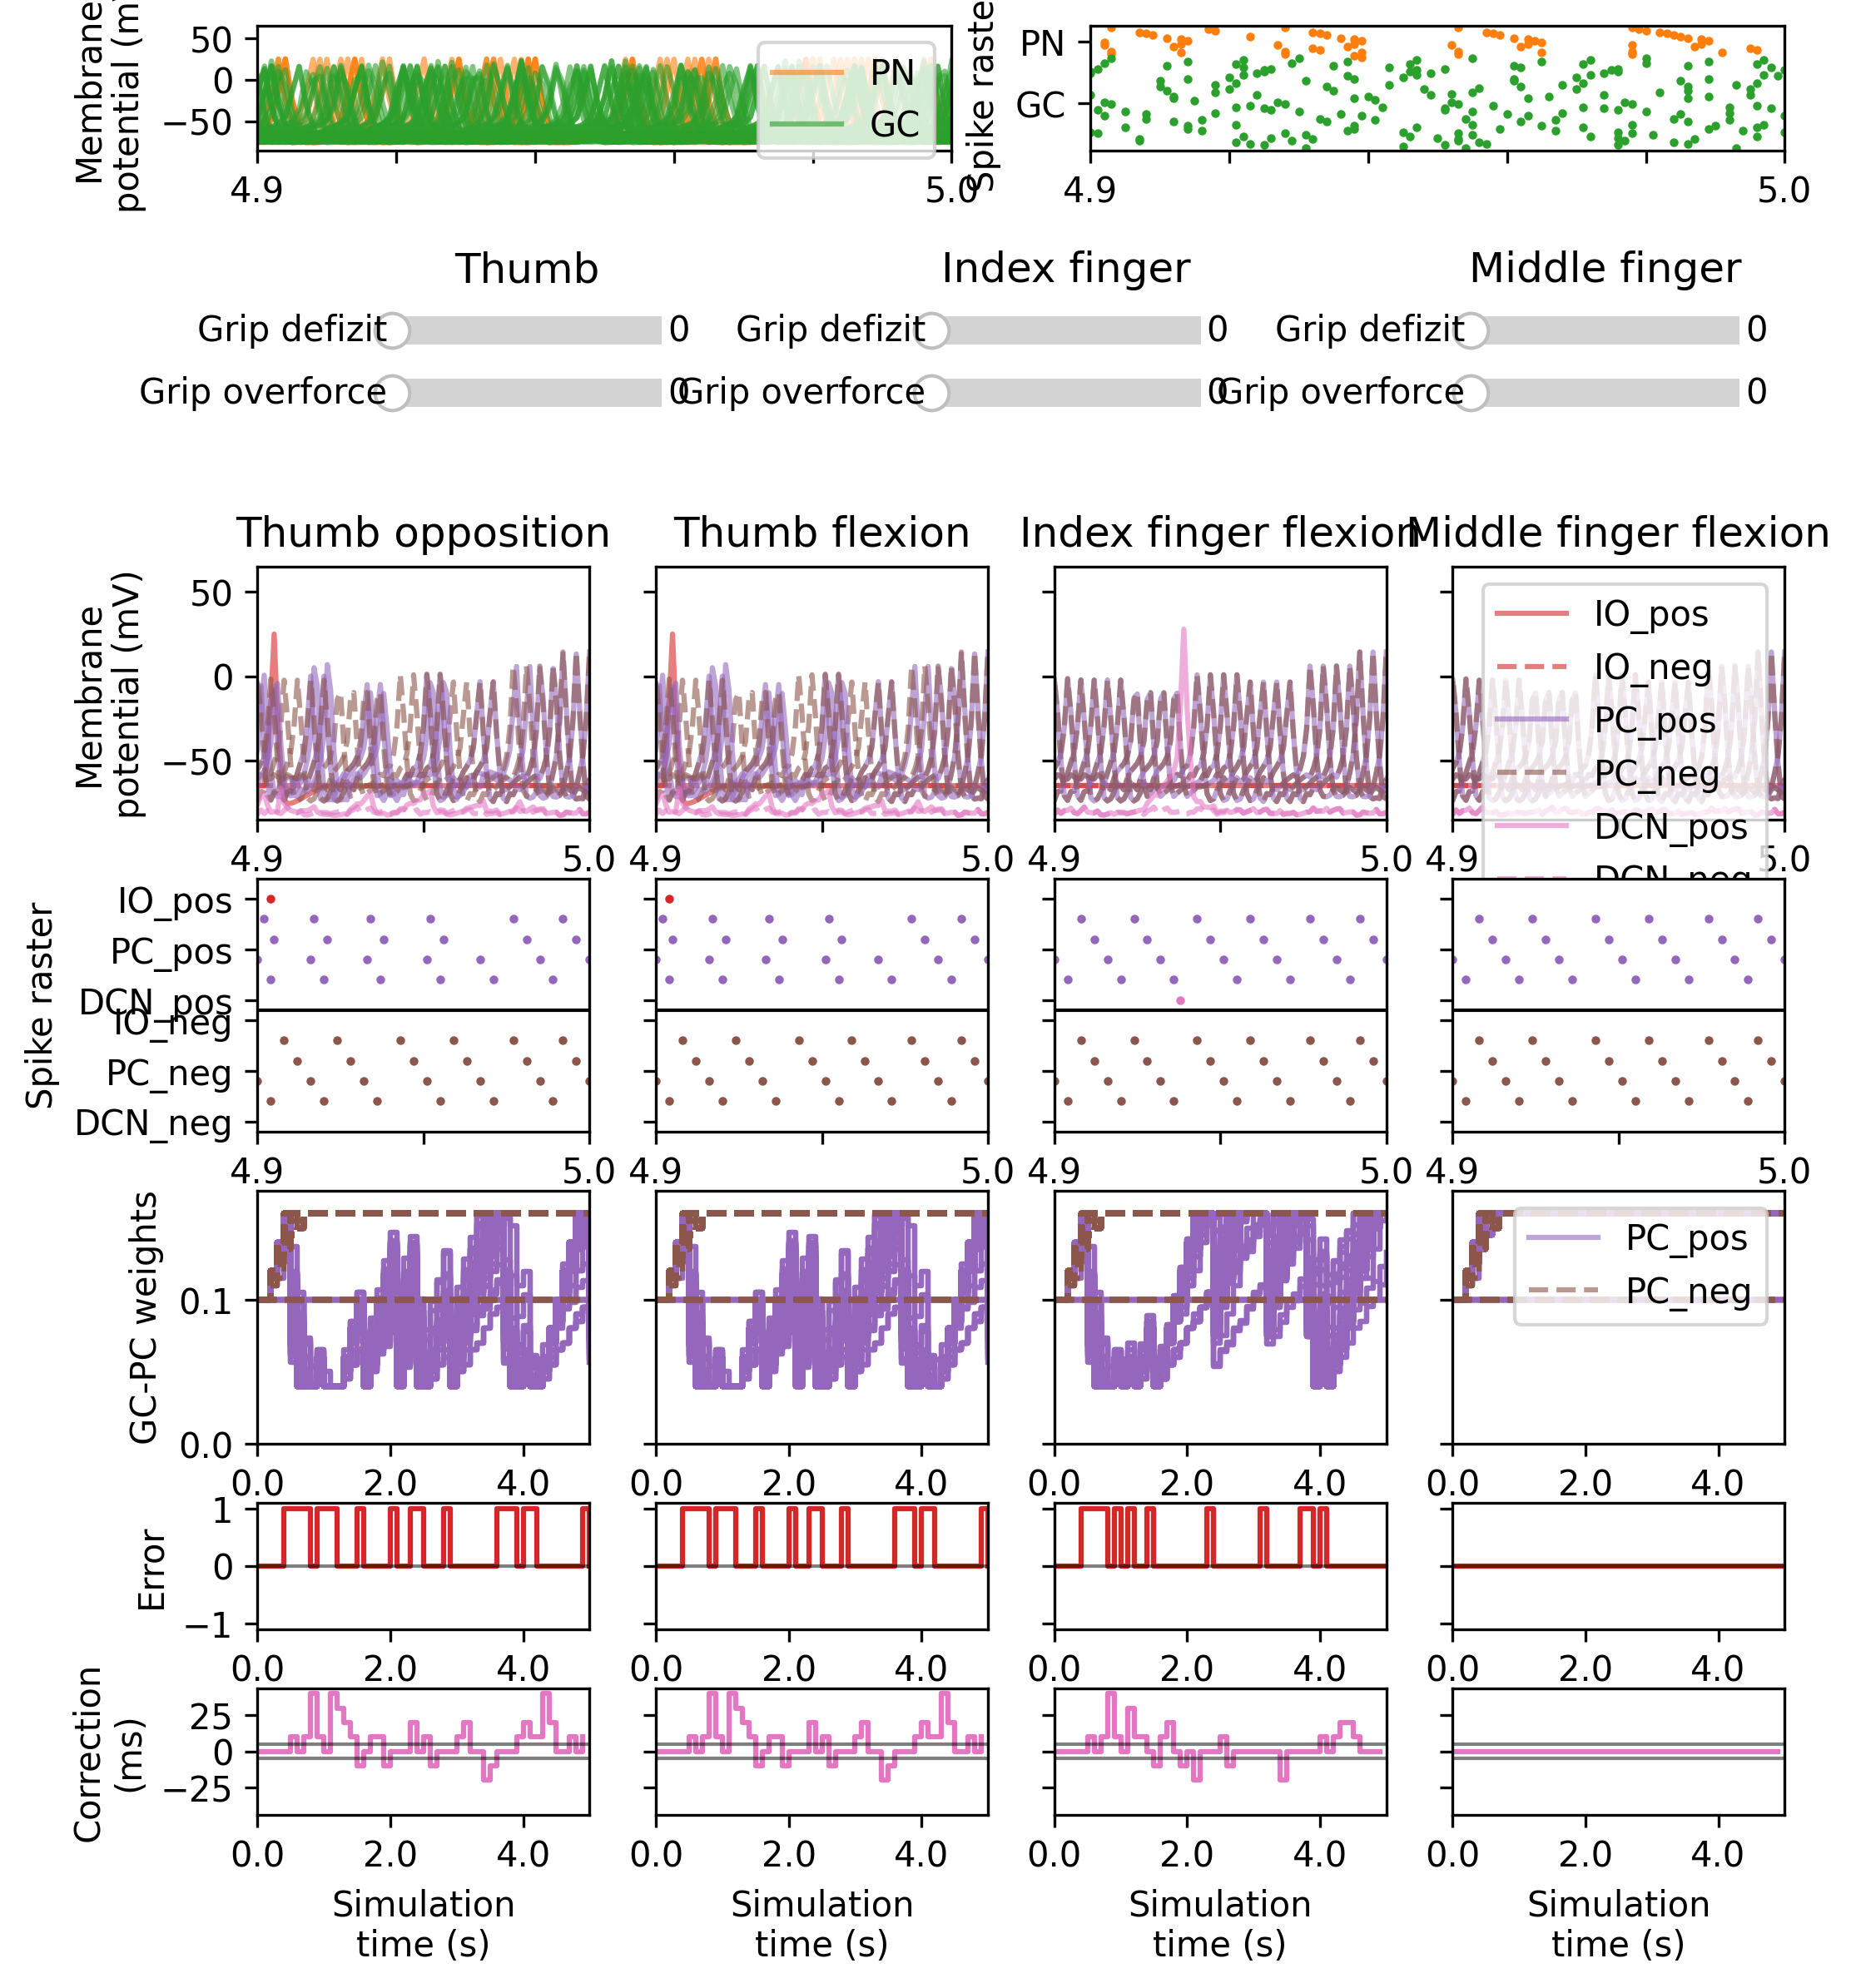 Membrane
potential (m
50
0
−50
PN
GC
4.9
5.0
Spike raste
PN
GC
4.9
5.0
Thumb
Index finger
Middle finger
Grip defizit
0
Grip defizit
0
Grip defizit
0
Grip overforce
0
Grip overforce
0
Grip overforce
0
Thumb opposition
Thumb flexion
Index finger flexion
Middle finger flexion
Membrane
potential (mV)
50
0
−50
IO_pos
IO_neg
PC_pos
PC_neg
DCN_pos
DCN_neg
4.9
5.0
4.9
5.0
4.9
5.0
4.9
5.0
Spike raster
IO_pos
PC_pos
DCN_pos
IO_neg
PC_neg
DCN_neg
4.9
5.0
4.9
5.0
4.9
5.0
4.9
5.0
GC-PC weights
0.1
0.0
PC_pos
PC_neg
0.0
2.0
4.0
0.0
2.0
4.0
0.0
2.0
4.0
0.0
2.0
4.0
Error
1
0
−1
0.0
2.0
4.0
0.0
2.0
4.0
0.0
2.0
4.0
0.0
2.0
4.0
Correction
(ms)
25
0
−25
0.0
2.0
4.0
0.0
2.0
4.0
0.0
2.0
4.0
0.0
2.0
4.0
Simulation
time (s)
Simulation
time (s)
Simulation
time (s)
Simulation
time (s)